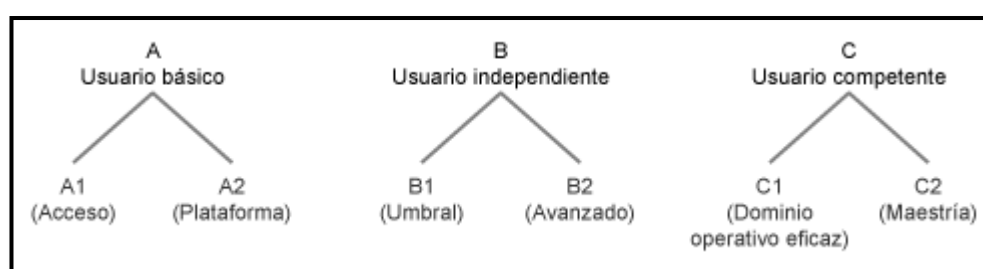 A
Usuario básico
B
Usuario independiente
C
Usuario competente
A1
(Acceso)
A2
(Plataforma)
B1
(Umbral)
B2
(Avanzado)
C1
(Dominio
operativo eficaz)
C2
(Maestría)